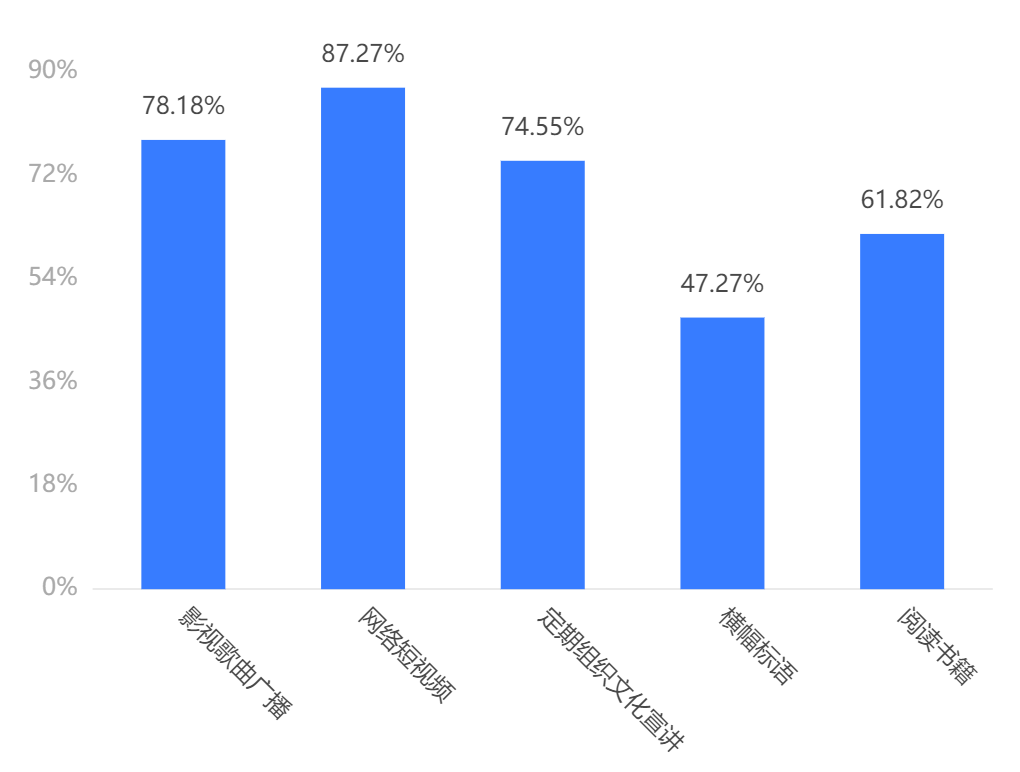 87.27%
90%
78.18%
74.55%
72%
61.82%
54%
47.27%
36%
18%
0%
影视歌曲广播
网络短视频
定期组织文化宣讲
横幅标语
阅读书籍